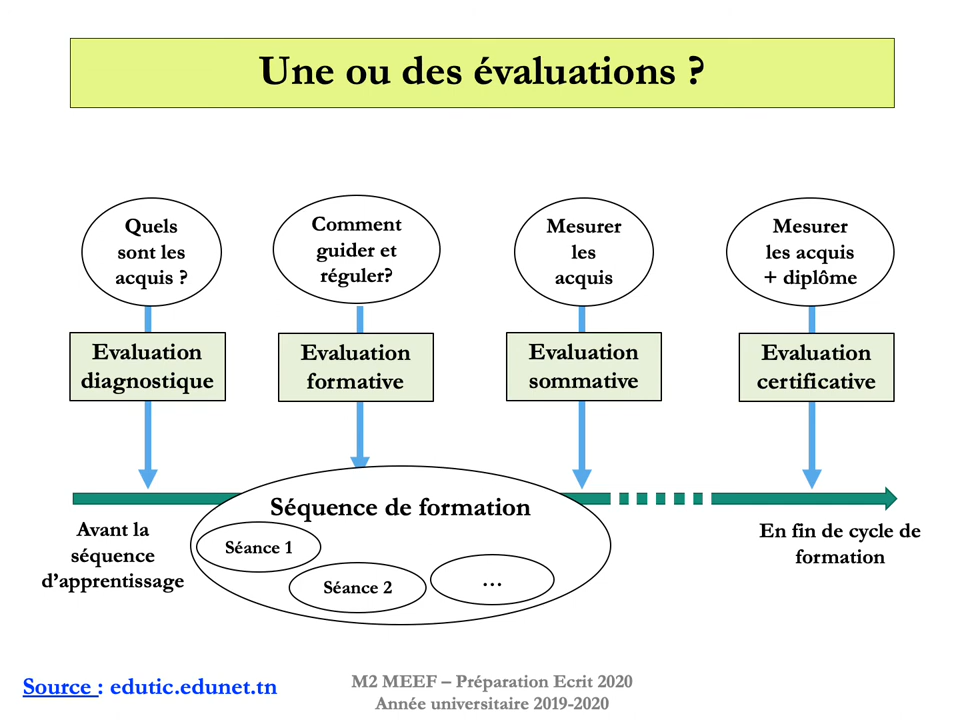 Une ou des évaluations ?
Quels
sont les
acquis ?
Comment
guider et
réguler?
Mesurer
les
acquis
Mesurer
les acquis
+ diplôme
Evaluation
diagnostique
Evaluation
formative
Evaluation
sommative
Evaluation
certificative
Avant la
séquence
d’apprentissage
Séquence de formation
Séance 1
Séance 2
…
En fin de cycle de
formation
Source : edutic.edunet.tn
M2 MEEF – Préparation Ecrit 2020
Année universitaire 2019-2020